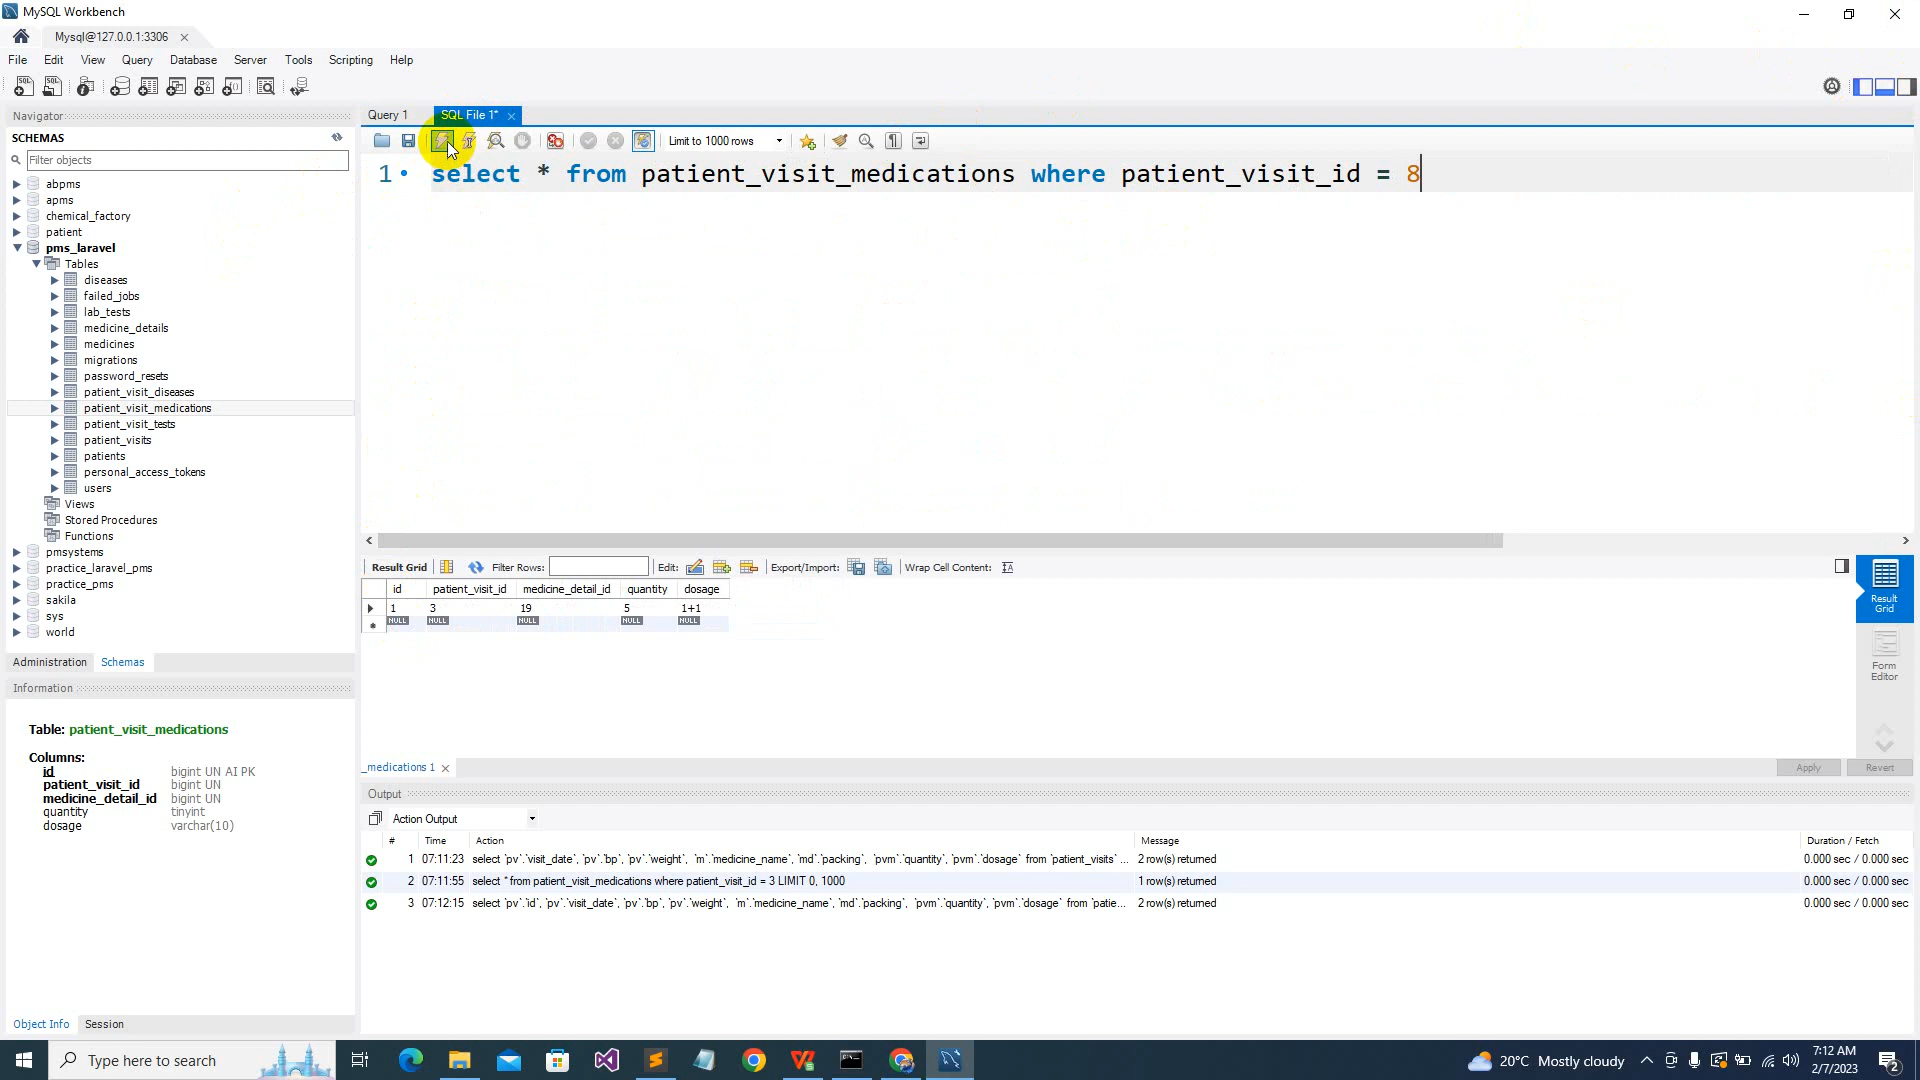 MySQL Workbench
Mysql@127.0.0.1:3306
File Edit View Query Database Server Tools Scripting Help
Navigator
SCHEMAS
Filter objects
abpms
apms
chemical_factory
patient
pms_laravel
Tables
diseases
failed_jobs
lab_tests
medicine_details
medicines
migrations
password_resets
patient_visit_diseases
patient_visit_medications
patient_visit_tests
patient_visits
patients
personal_access_tokens
users
Views
Stored Procedures
Functions
pmsystems
practice_laravel_pms
practice_pms
sakila
sys
world
Administration Schemas
Information
Table: patient_visit_medications
Columns:
id bigint UN AI PK
patient_visit_id bigint UN
medicine_detail_id bigint UN
quantity tinyint
dosage varchar(10)
Object Info Session
Query 1 SQL File 1*
Limit to 1000 rows
1 select * from patient_visit_medications where patient_visit_id = 8
Result Grid Filter Rows: Edit: Export/Import: Wrap Cell Content:
id patient_visit_id medicine_detail_id quantity dosage
1 3 19 5 1+1
NULL NULL NULL NULL NULL
Result Grid
Form Editor
_medications 1
Apply Revert
Output
Action Output
# Time Action Message Duration / Fetch
1 07:11:23 select `pv`.`visit_date`, `pv`.`bp`, `pv`.`weight`, `m`.`medicine_name`, `md`.`packing`, `pvm`.`quantity`, `pvm`.`dosage` from `patient_visits` ... 2 row(s) returned 0.000 sec / 0.000 sec
2 07:11:55 select * from patient_visit_medications where patient_visit_id = 3 LIMIT 0, 1000 1 row(s) returned 0.000 sec / 0.000 sec
3 07:12:15 select `pv`.`id`, `pv`.`visit_date`, `pv`.`bp`, `pv`.`weight`, `m`.`medicine_name`, `md`.`packing`, `pvm`.`quantity`, `pvm`.`dosage` from `patie... 2 row(s) returned 0.000 sec / 0.000 sec
Type here to search
20°C Mostly cloudy
7:12 AM
2/7/2023
2